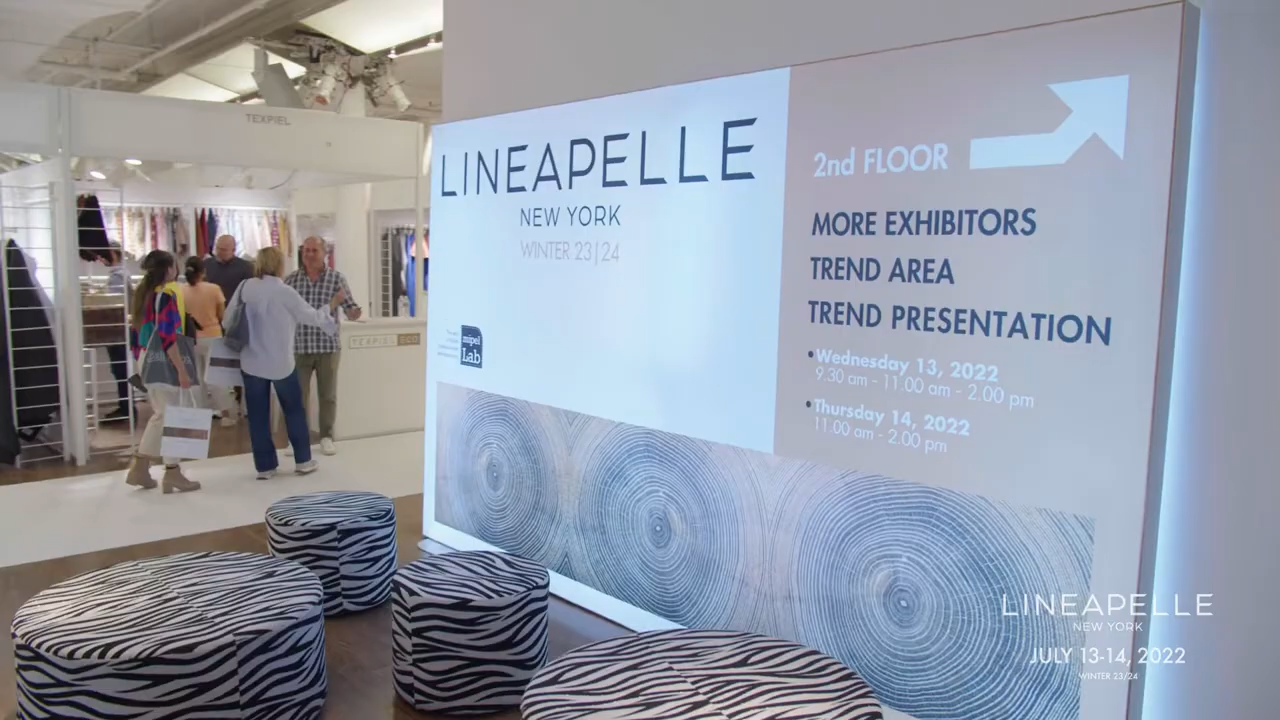 TEXPIEL
LINEAPELLE
NEW YORK
WINTER 23|24
mipel
Lab
2nd FLOOR
MORE EXHIBITORS
TREND AREA
TREND PRESENTATION
•Wednesday 13, 2022
9.30 am - 11.00 am - 2.00 pm
•Thursday 14, 2022
11.00 am - 2.00 pm
LINEAPELLE
NEW YORK
JULY 13-14, 2022
WINTER 23/24